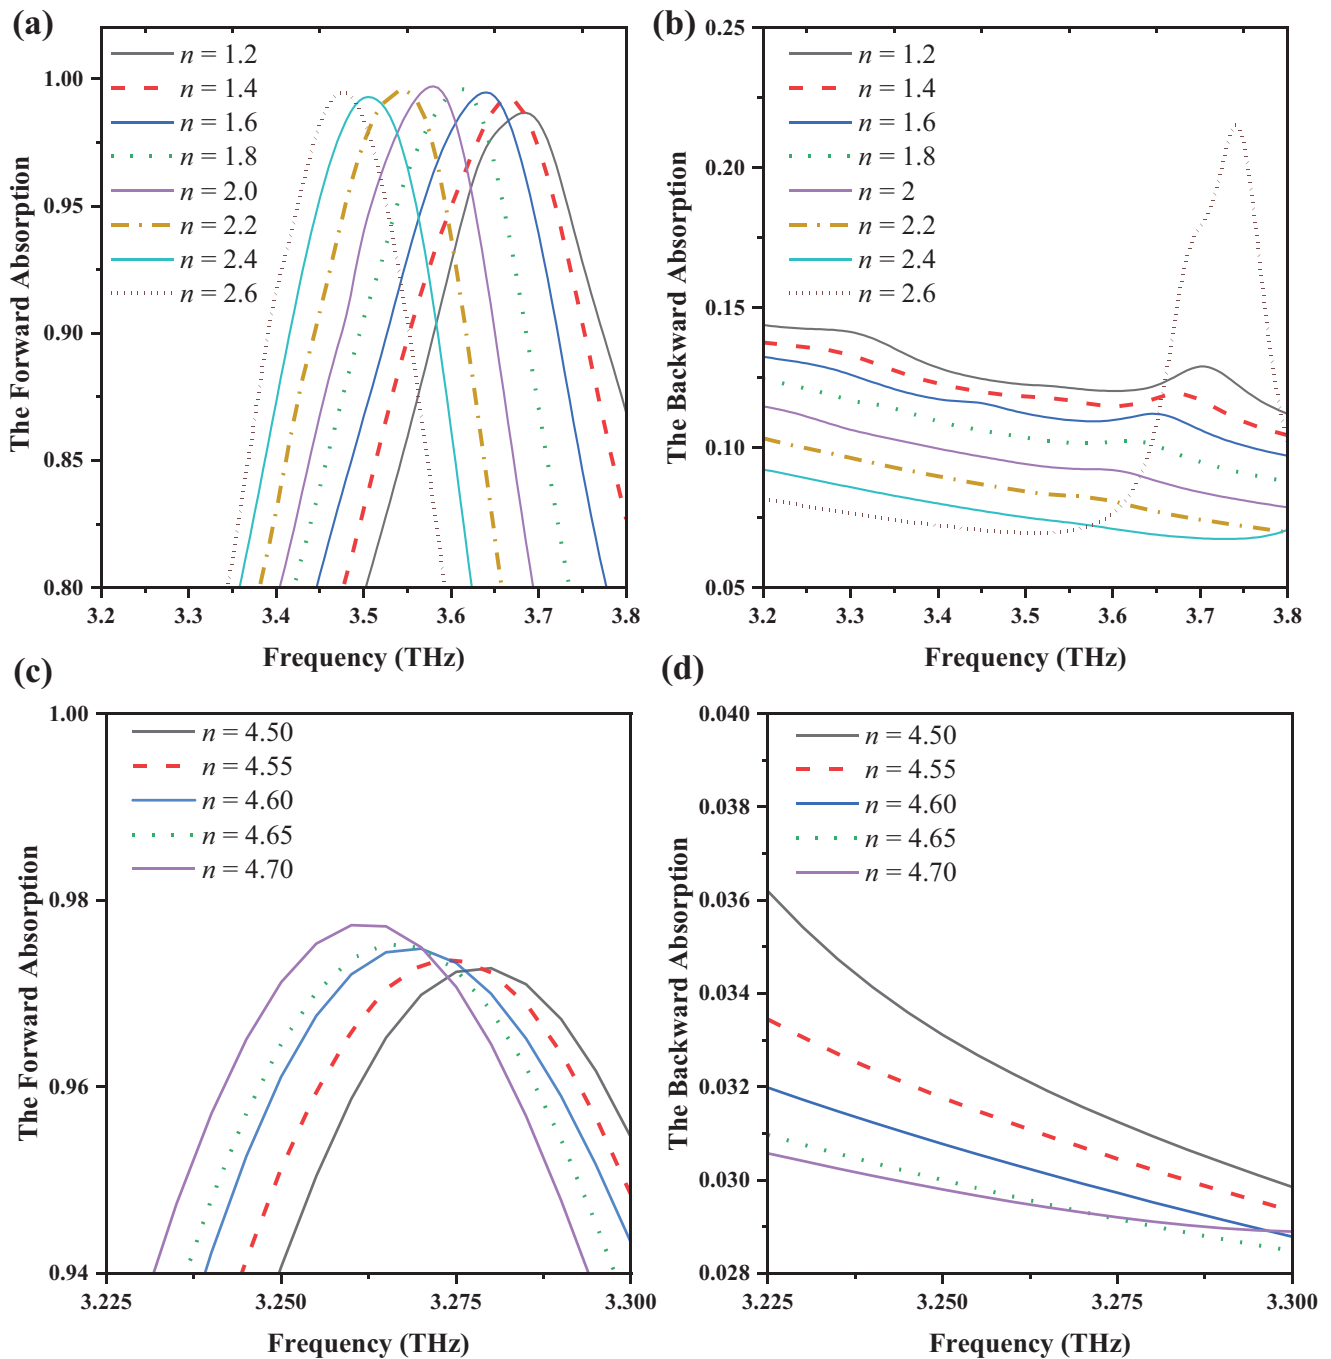 (a)
n = 1.2
n = 1.4
n = 1.6
n = 1.8
n = 2.0
n = 2.2
n = 2.4
n = 2.6
1.00
0.95
0.90
0.85
0.80
The Forward Absorption
3.2 3.3 3.4 3.5 3.6 3.7 3.8
Frequency (THz)
(b)
n = 1.2
n = 1.4
n = 1.6
n = 1.8
n = 2
n = 2.2
n = 2.4
n = 2.6
0.25
0.20
0.15
0.10
0.05
The Backward Absorption
3.2 3.3 3.4 3.5 3.6 3.7 3.8
Frequency (THz)
(c)
n = 4.50
n = 4.55
n = 4.60
n = 4.65
n = 4.70
1.00
0.98
0.96
0.94
The Forward Absorption
3.225 3.250 3.275 3.300
Frequency (THz)
(d)
n = 4.50
n = 4.55
n = 4.60
n = 4.65
n = 4.70
0.040
0.038
0.036
0.034
0.032
0.030
0.028
The Backward Absorption
3.225 3.250 3.275 3.300
Frequency (THz)